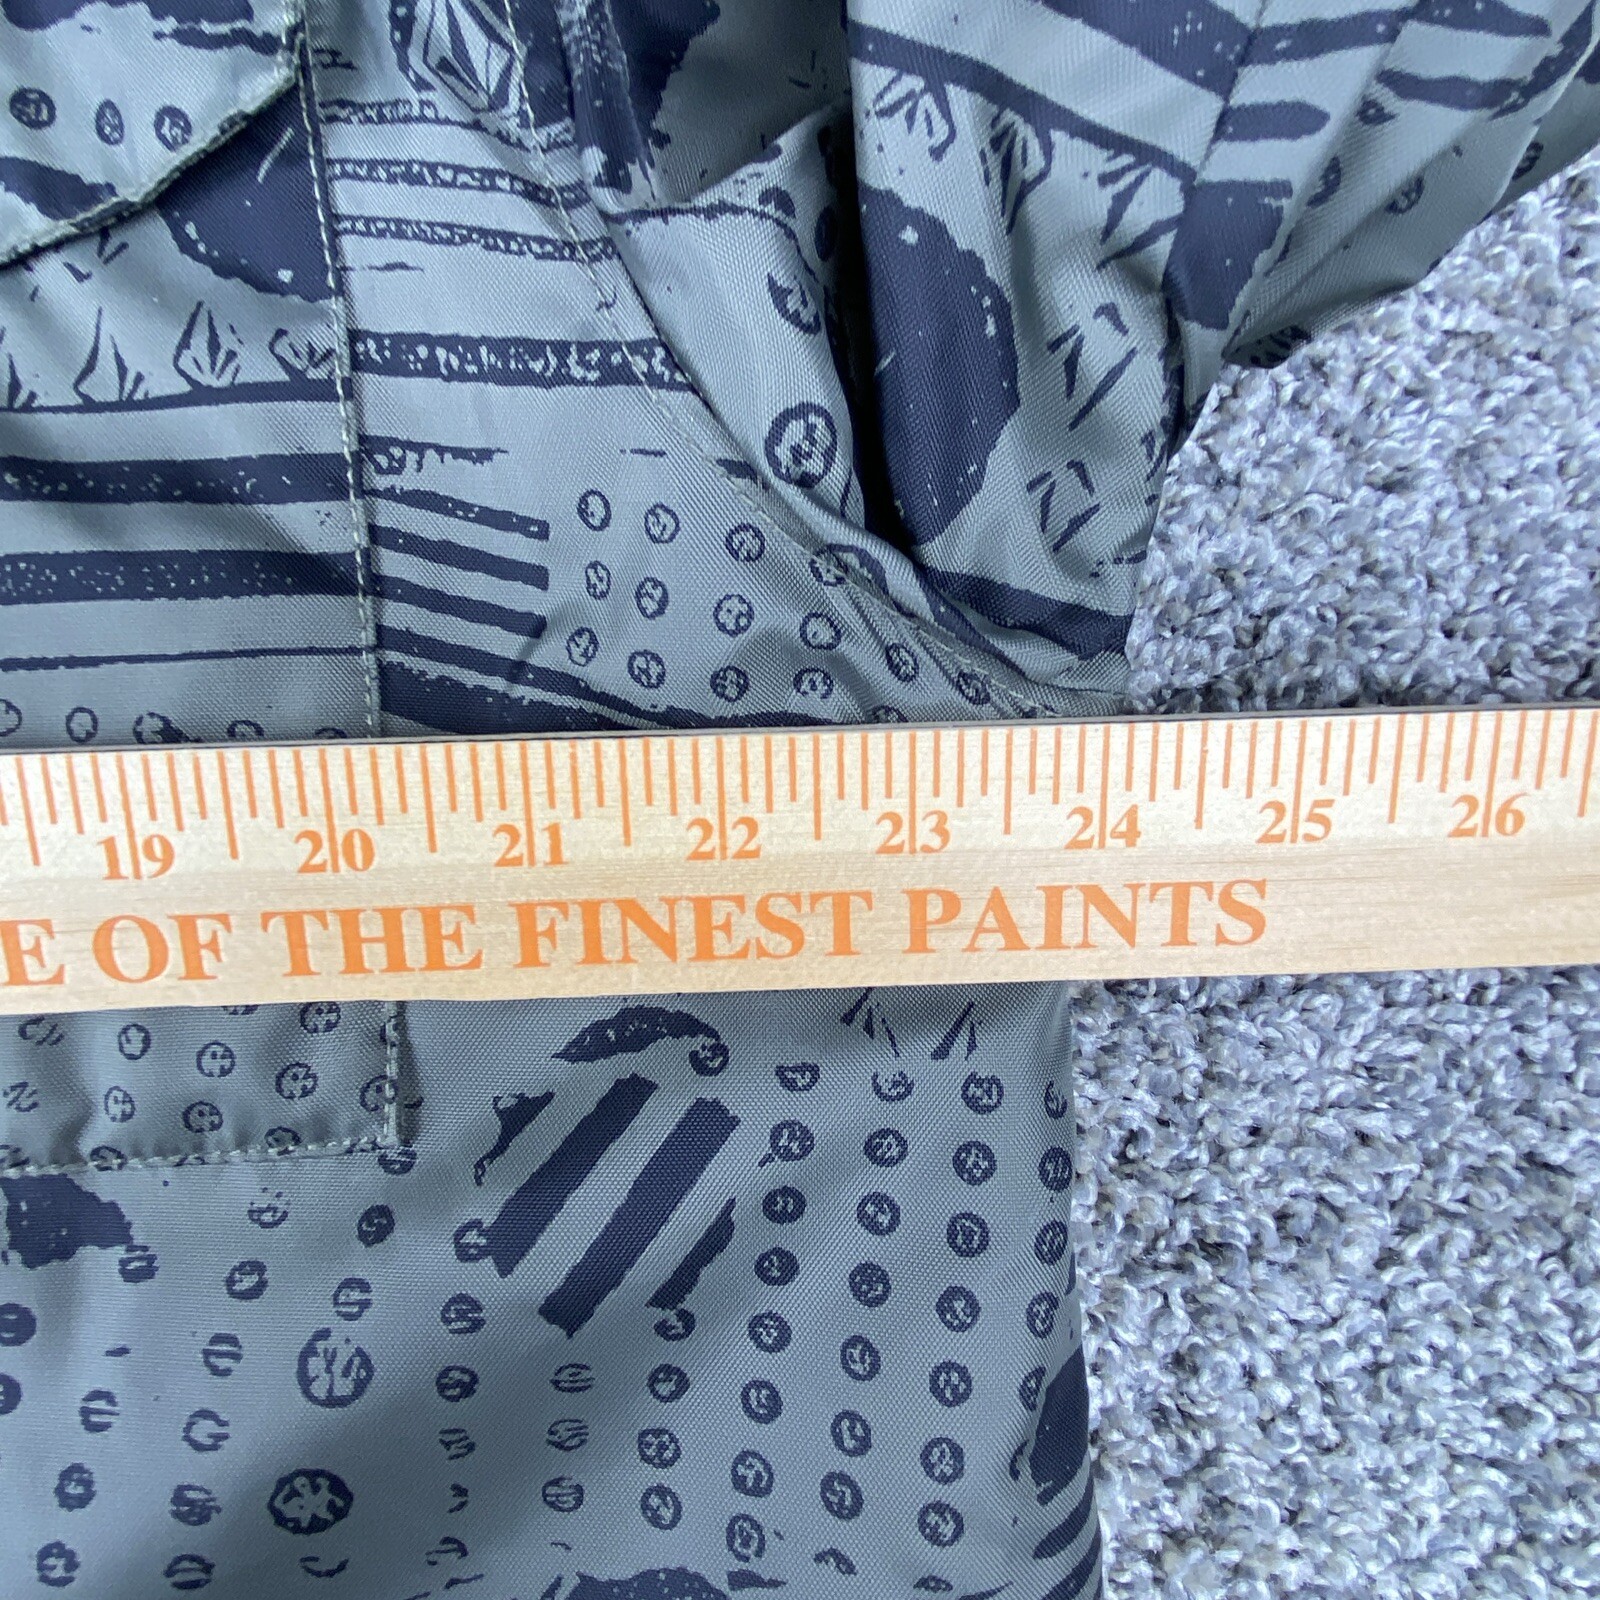 19 20 21 22 23 24 25 26
E OF THE FINEST PAINTS